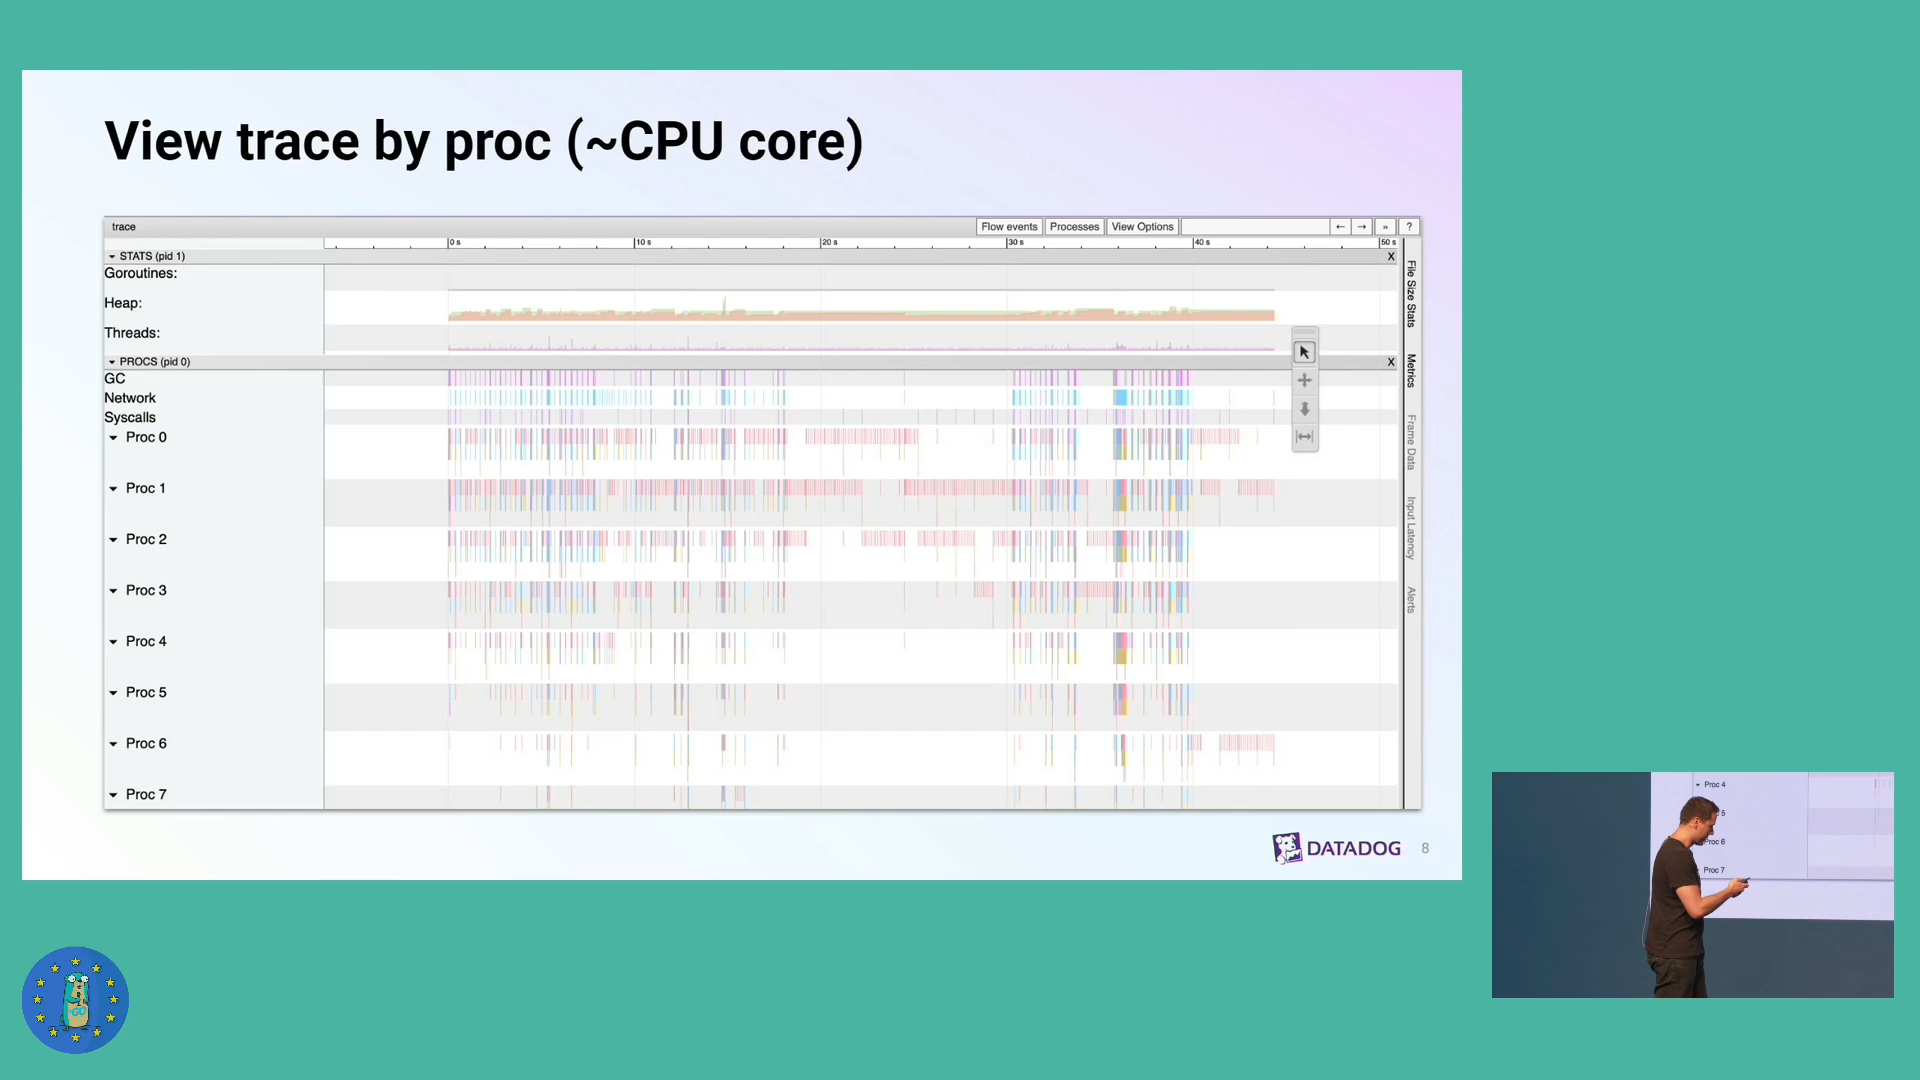 View trace by proc (~CPU core)
trace
Flow events
Processes
View Options
←
→
»
?
0 s
10 s
20 s
30 s
40 s
50 s
STATS (pid 1)
X
Goroutines:
Heap:
Threads:
PROCS (pid 0)
X
GC
Network
Syscalls
Proc 0
Proc 1
Proc 2
Proc 3
Proc 4
Proc 5
Proc 6
Proc 7
File Size Stats
Metrics
Frame Data
Input Latency
Alerts
DATADOG
8
Proc 4
5
Proc 6
Proc 7
GO